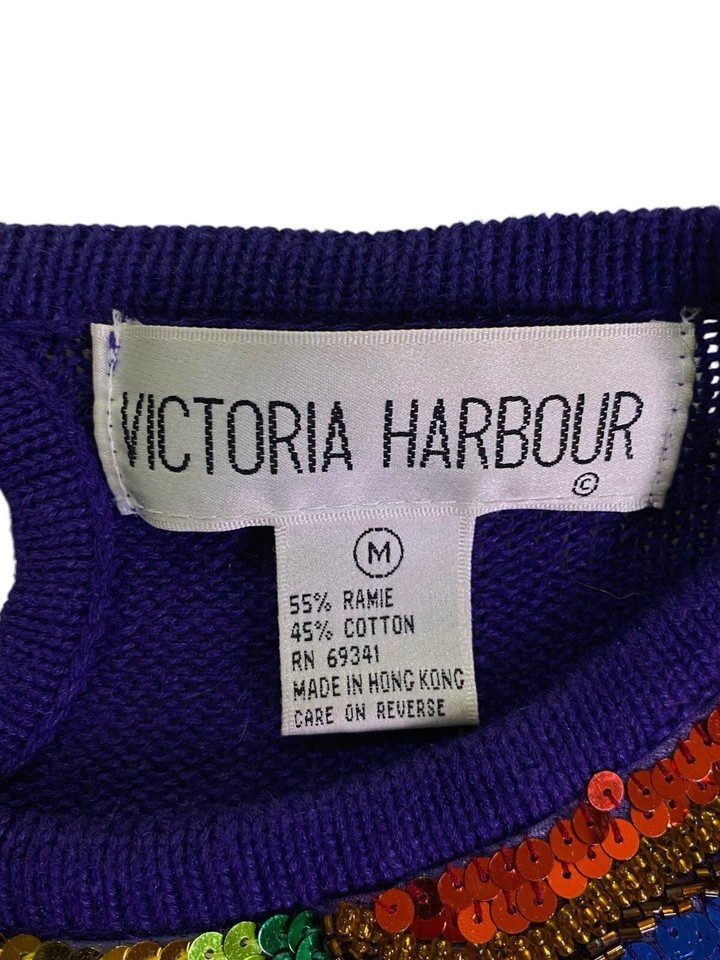 VICTORIA HARBOUR
©
M
55% RAMIE
45% COTTON
RN 69341
MADE IN HONG KONG
CARE ON REVERSE